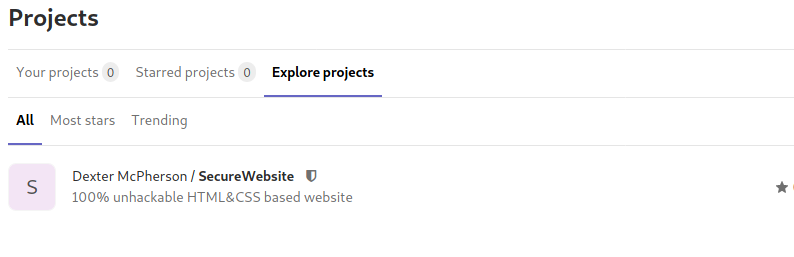 Projects
Your projects 0 Starred projects 0 Explore projects
All Most stars Trending
S
Dexter McPherson / SecureWebsite
100% unhackable HTML&CSS based website